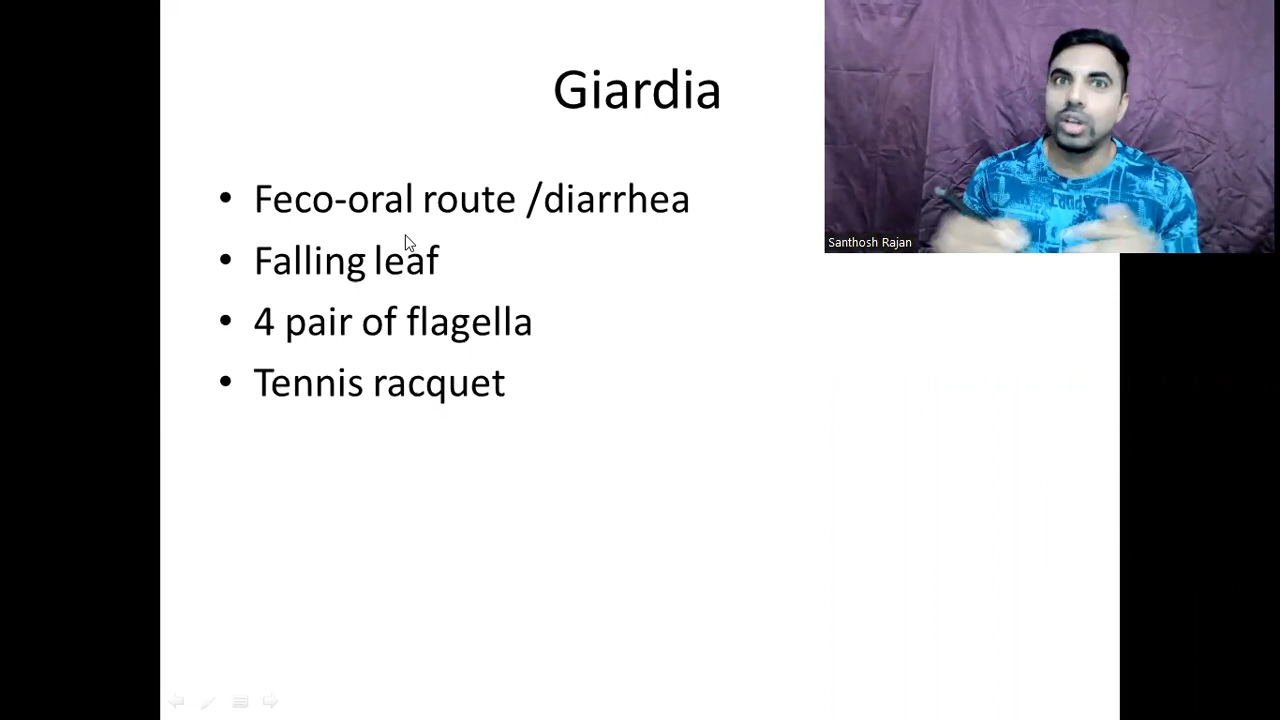 Giardia
• Feco-oral route /diarrhea
• Falling leaf
• 4 pair of flagella
• Tennis racquet
Santhosh Rajan